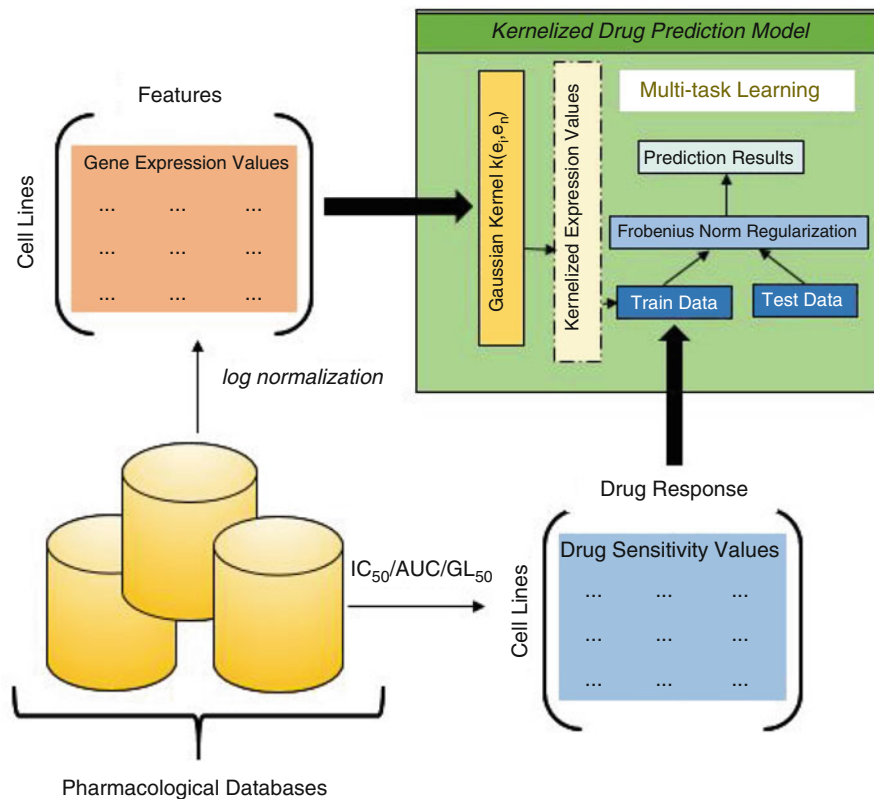 Kernelized Drug Prediction Model
Features
Cell Lines
Gene Expression Values
... ... ...
... ... ...
... ... ...
Gaussian Kernel k(e_i,e_n)
Kernelized Expression Values
Multi-task Learning
Prediction Results
Frobenius Norm Regularization
Train Data
Test Data
log normalization
Drug Response
IC₅₀/AUC/GL₅₀
Cell Lines
Drug Sensitivity Values
... ... ...
... ... ...
... ... ...
Pharmacological Databases